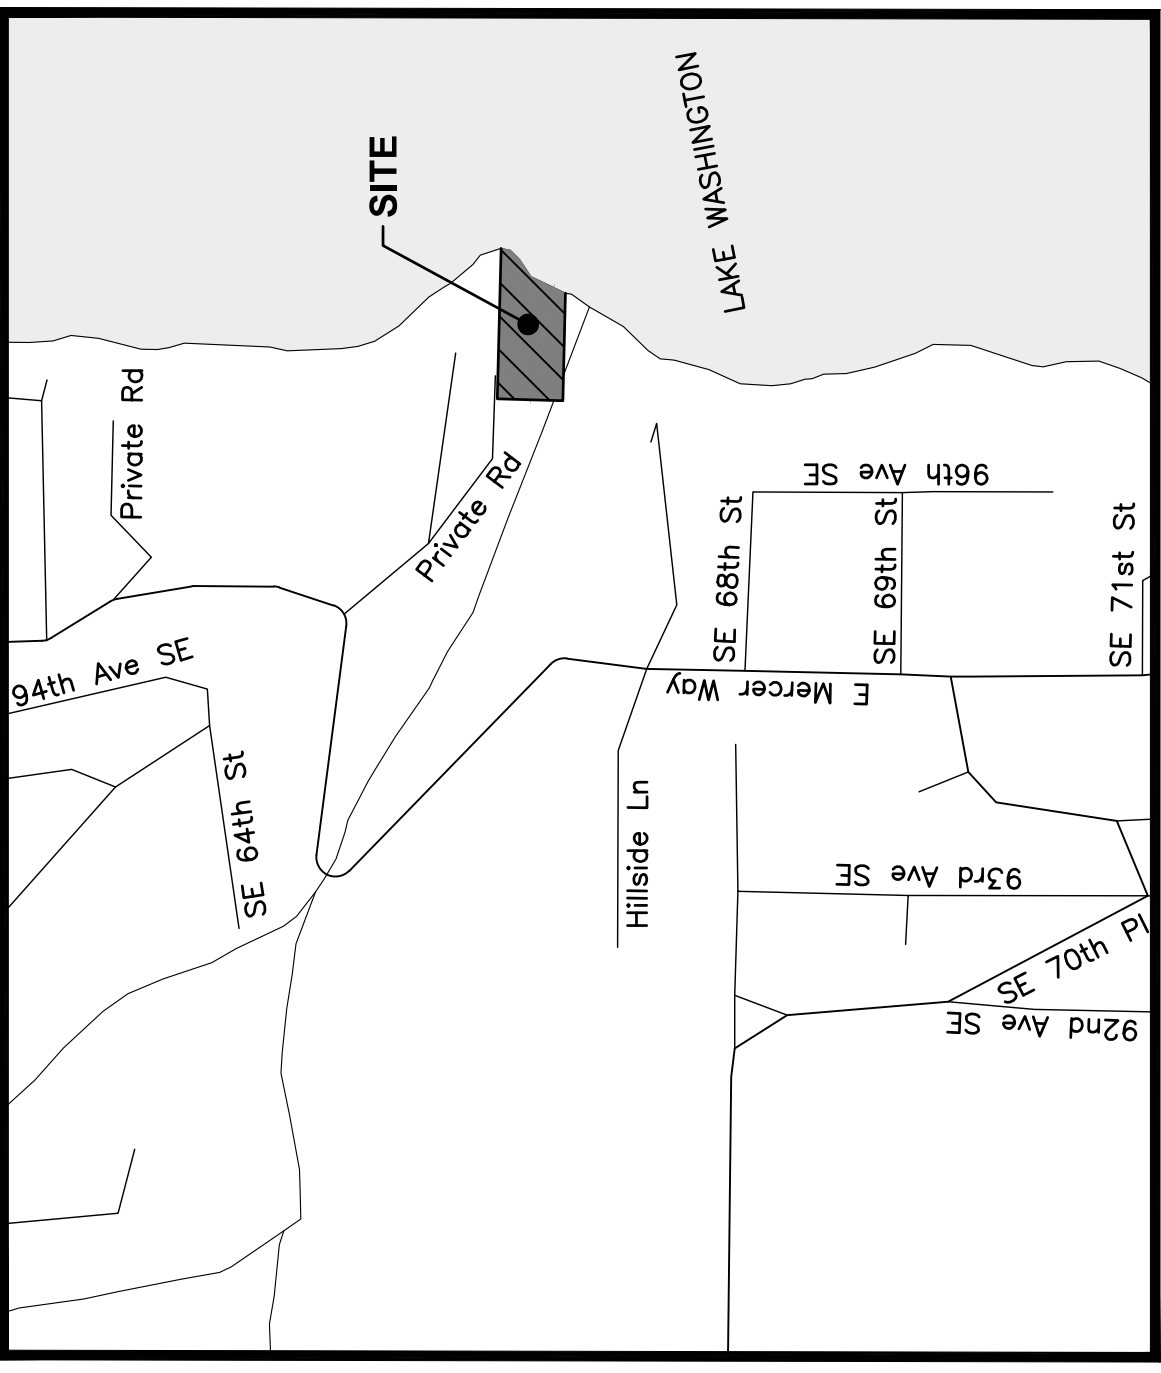 LAKE WASHINGTON
SITE
Private Rd
Private Rd
96th Ave SE
SE 68th St
SE 69th St
SE 71st St
94th Ave SE
E Mercer Way
SE 64th St
Hillside Ln
93rd Ave SE
SE 70th Pl
92nd Ave SE